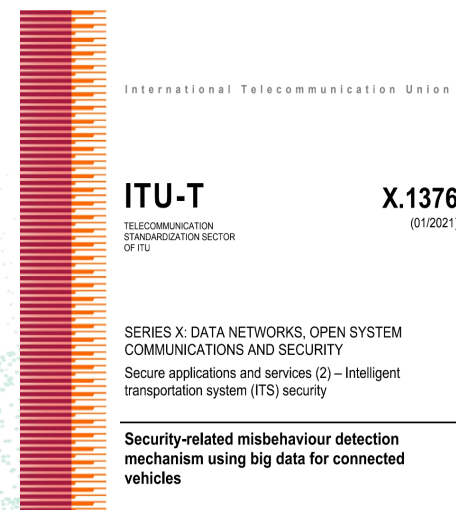 International Telecommunication Union
ITU-T
X.1376
TELECOMMUNICATION
(01/2021)
STANDARDIZATION SECTOR
OF ITU
SERIES X: DATA NETWORKS, OPEN SYSTEM
COMMUNICATIONS AND SECURITY
Secure applications and services (2) – Intelligent
transportation system (ITS) security
Security-related misbehaviour detection
mechanism using big data for connected
vehicles